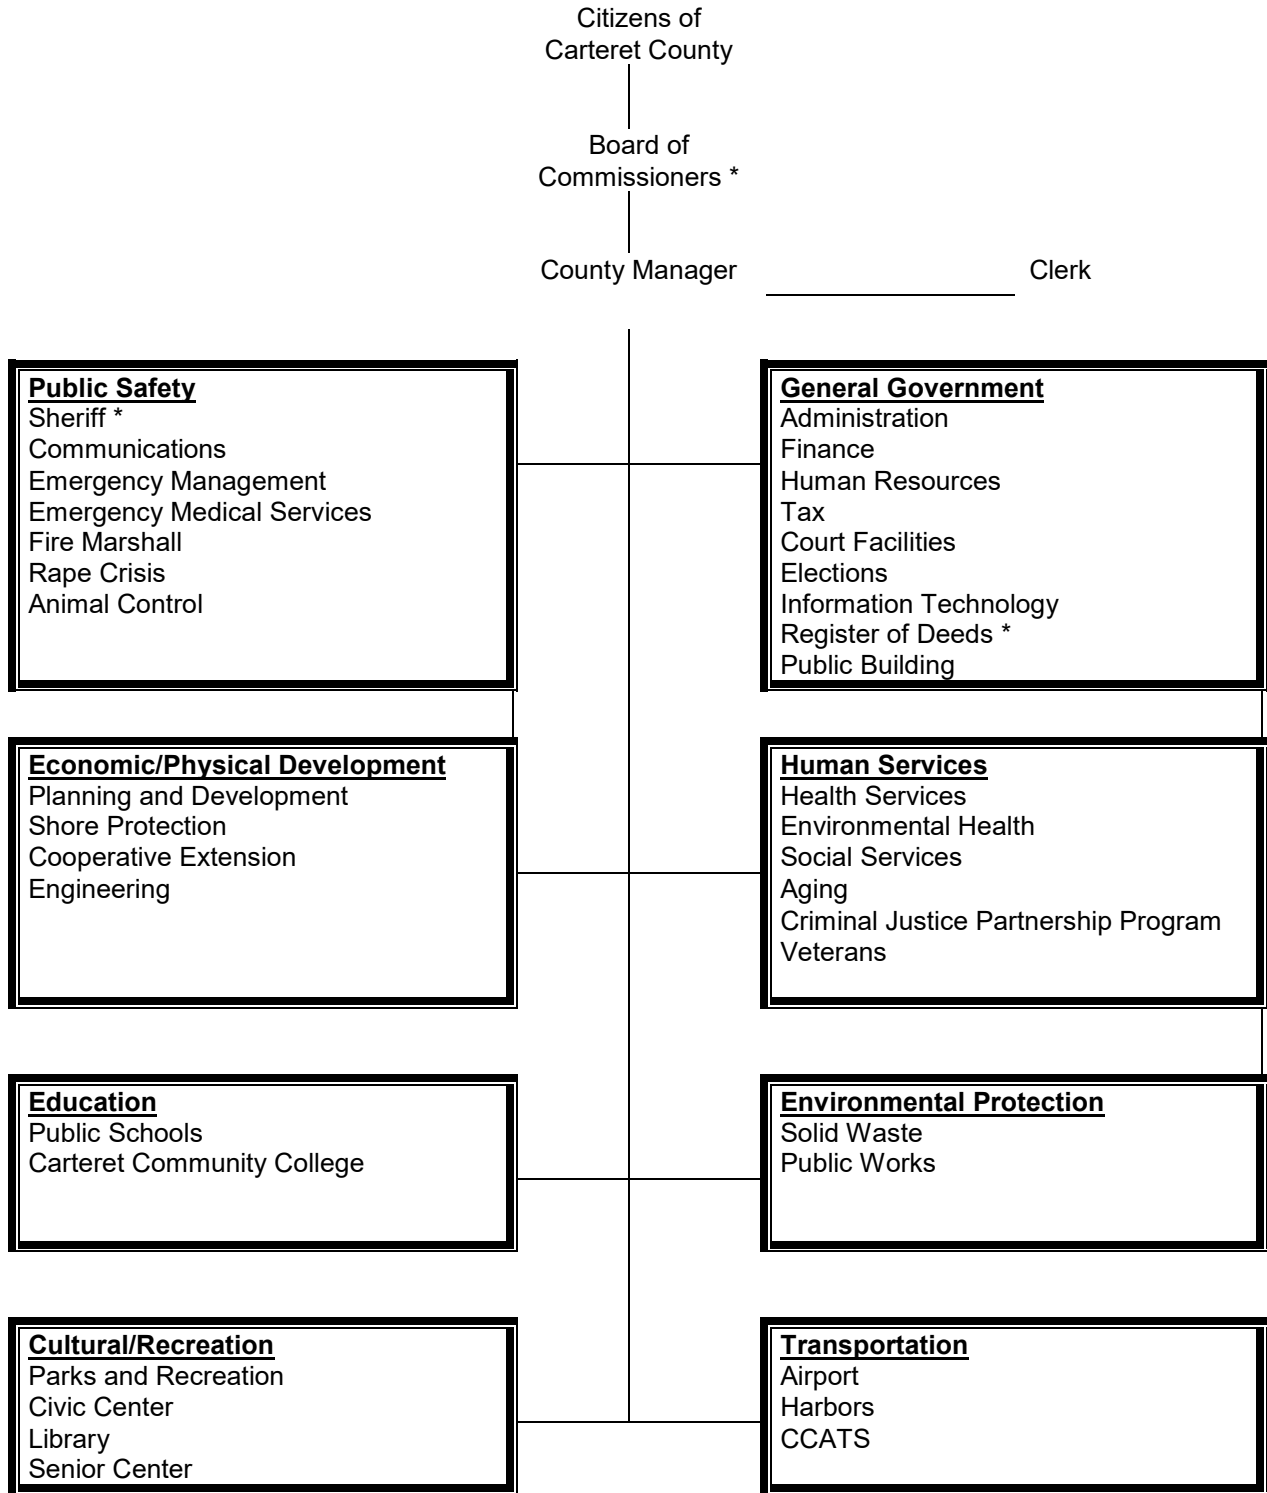 Citizens of
Carteret County
Board of
Commissioners *
County Manager
Clerk
Public Safety
Sheriff *
Communications
Emergency Management
Emergency Medical Services
Fire Marshall
Rape Crisis
Animal Control
General Government
Administration
Finance
Human Resources
Tax
Court Facilities
Elections
Information Technology
Register of Deeds *
Public Building
Economic/Physical Development
Planning and Development
Shore Protection
Cooperative Extension
Engineering
Human Services
Health Services
Environmental Health
Social Services
Aging
Criminal Justice Partnership Program
Veterans
Education
Public Schools
Carteret Community College
Environmental Protection
Solid Waste
Public Works
Cultural/Recreation
Parks and Recreation
Civic Center
Library
Senior Center
Transportation
Airport
Harbors
CCATS